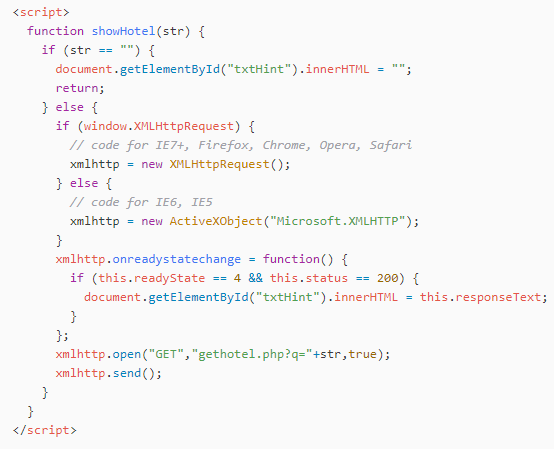 <script>
  function showHotel(str) {
    if (str == "") {
      document.getElementById("txtHint").innerHTML = "";
      return;
    } else {
      if (window.XMLHttpRequest) {
        // code for IE7+, Firefox, Chrome, Opera, Safari
        xmlhttp = new XMLHttpRequest();
      } else {
        // code for IE6, IE5
        xmlhttp = new ActiveXObject("Microsoft.XMLHTTP");
      }
      xmlhttp.onreadystatechange = function() {
        if (this.readyState == 4 && this.status == 200) {
          document.getElementById("txtHint").innerHTML = this.responseText;
        }
      };
      xmlhttp.open("GET","gethotel.php?q="+str,true);
      xmlhttp.send();
    }
  }
</script>